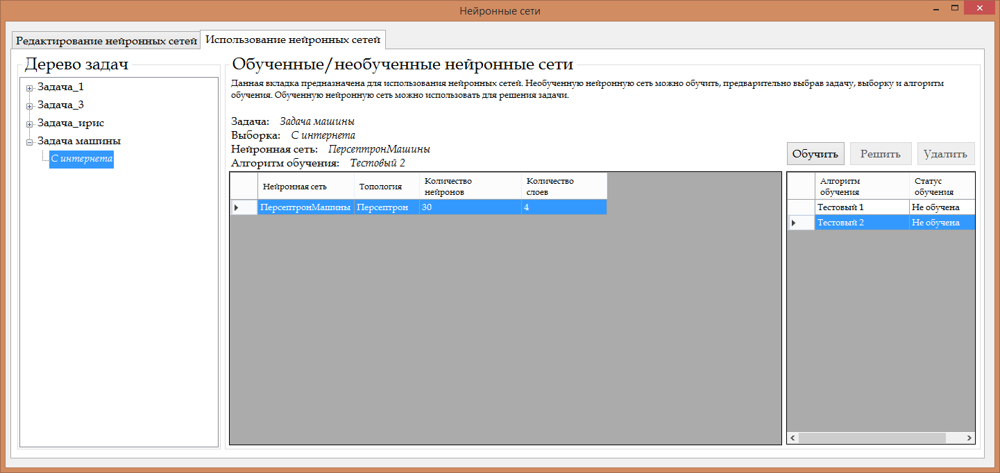 Нейронные сети
Редактирование нейронных сетей
Использование нейронных сетей
Дерево задач
Задача_1
Задача_3
Задача_ирис
Задача машины
С интернета
Обученные/необученные нейронные сети
Данная вкладка предназначена для использования нейронных сетей. Необученную нейронную сеть можно обучить, предварительно выбрав задачу, выборку и алгоритм
обучения. Обученную нейронную сеть можно использовать для решения задачи.
Задача: Задача машины
Выборка: С интернета
Нейронная сеть: ПерсептронМашины
Алгоритм обучения: Тестовый 2
Обучить
Решить
Удалить
Нейронная сеть
Топология
Количество
нейронов
Количество
слоев
ПерсептронМашины Персептрон 30 4
Алгоритм
обучения
Статус
обучения
Тестовый 1 Не обучена
Тестовый 2 Не обучена